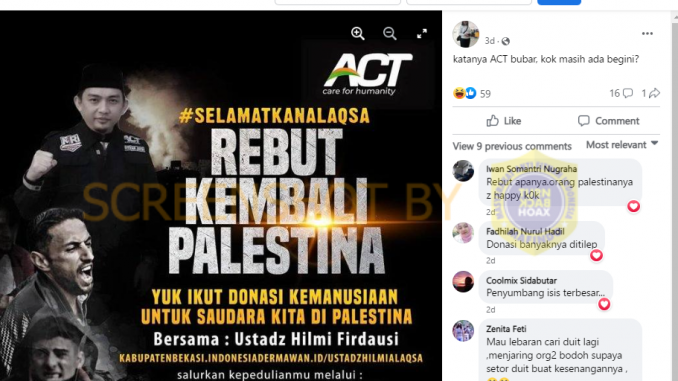 ACT
care for humanity
#SELAMATKANALAQSA
REBUT
KEMBALI
PALESTINA
YUK IKUT DONASI KEMANUSIAAN
UNTUK SAUDARA KITA DI PALESTINA
Bersama : Ustadz Hilmi Firdausi
KABUPATENBEKASI.INDONESIADERMAWAN.ID/USTADZHILMIALAQSA
salurkan kepedulianmu melalui :
ACT
SCREENSHOT BY
HOAX
3d
katanya ACT bubar, kok masih ada begini?
59
16
1
Like
Comment
View 9 previous comments
Most relevant
Iwan Somantri Nugraha
Rebut apanya.orang palestinanya
z happy k0k
2d
Fadhilah Nurul Hadil
Donasi banyaknya ditilep
2d
Coolmix Sidabutar
Penyumbang isis terbesar...
2d
Zenita Feti
Mau lebaran cari duit lagi
,menjaring org2 bodoh supaya
setor duit buat kesenangannya ,